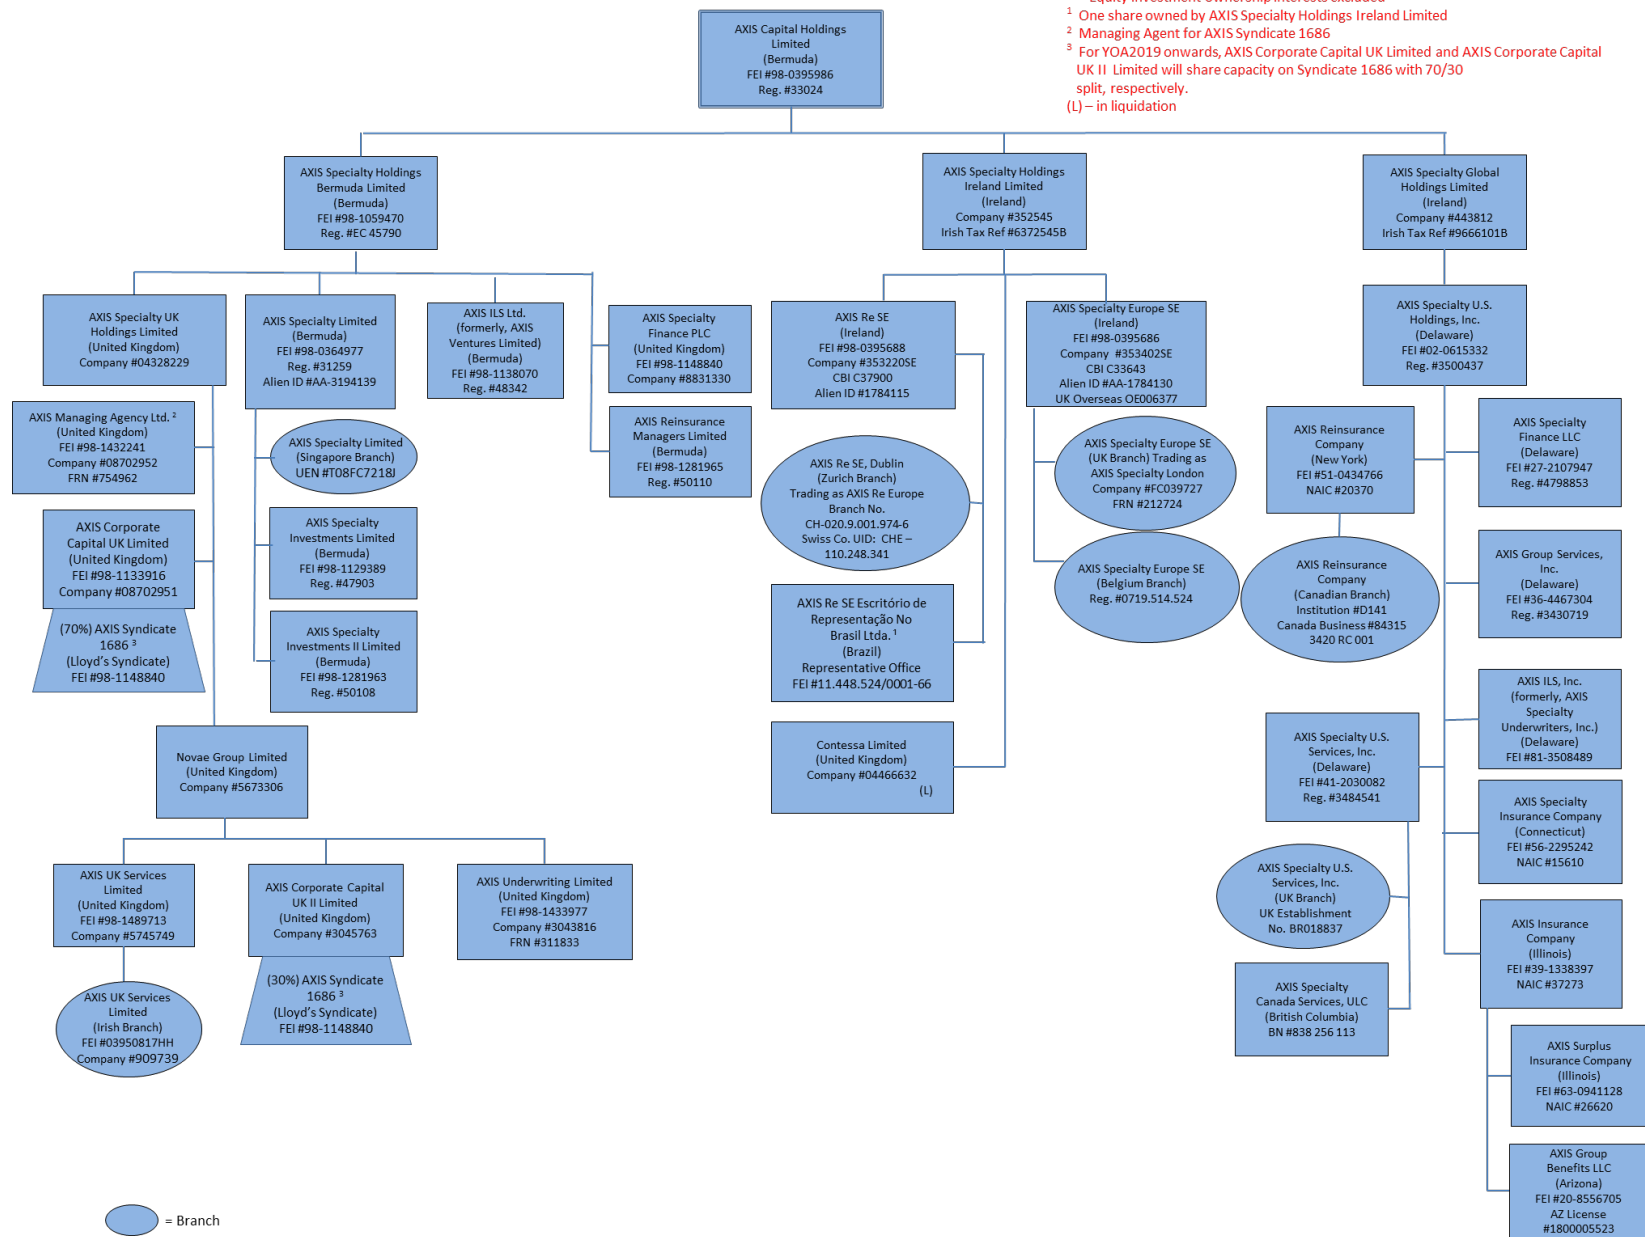 Equity investment ownership interests excluded
1 One share owned by AXIS Specialty Holdings Ireland Limited
2 Managing Agent for AXIS Syndicate 1686
3 For YOA2019 onwards, AXIS Corporate Capital UK Limited and AXIS Corporate Capital
UK II Limited will share capacity on Syndicate 1686 with 70/30
split, respectively.
(L) – in liquidation
AXIS Capital Holdings
Limited
(Bermuda)
FEI #98-0395986
Reg. #33024
AXIS Specialty Holdings
Bermuda Limited
(Bermuda)
FEI #98-1059470
Reg. #EC 45790
AXIS Specialty Holdings
Ireland Limited
(Ireland)
Company #352545
Irish Tax Ref #6372545B
AXIS Specialty Global
Holdings Limited
(Ireland)
Company #443812
Irish Tax Ref #9666101B
AXIS Specialty UK
Holdings Limited
(United Kingdom)
Company #04328229
AXIS Specialty Limited
(Bermuda)
FEI #98-0364977
Reg. #31259
Alien ID #AA-3194139
AXIS ILS Ltd.
(formerly, AXIS
Ventures Limited)
(Bermuda)
FEI #98-1138070
Reg. #48342
AXIS Specialty
Finance PLC
(United Kingdom)
FEI #98-1148840
Company #8831330
AXIS Re SE
(Ireland)
FEI #98-0395688
Company #353220SE
CBI C37900
Alien ID #1784115
AXIS Specialty Europe SE
(Ireland)
FEI #98-0395686
Company #353402SE
CBI C33643
Alien ID #AA-1784130
UK Overseas OE006377
AXIS Specialty U.S.
Holdings, Inc.
(Delaware)
FEI #02-0615332
Reg. #3500437
AXIS Managing Agency Ltd. 2
(United Kingdom)
FEI #98-1432241
Company #08702952
FRN #754962
AXIS Specialty Limited
(Singapore Branch)
UEN #T08FC7218J
AXIS Reinsurance
Managers Limited
(Bermuda)
FEI #98-1281965
Reg. #50110
AXIS Re SE, Dublin
(Zurich Branch)
Trading as AXIS Re Europe
Branch No.
CH-020.9.001.974-6
Swiss Co. UID: CHE –
110.248.341
AXIS Specialty Europe SE
(UK Branch) Trading as
AXIS Specialty London
Company #FC039727
FRN #212724
AXIS Reinsurance
Company
(New York)
FEI #51-0434766
NAIC #20370
AXIS Specialty
Finance LLC
(Delaware)
FEI #27-2107947
Reg. #4798853
AXIS Corporate
Capital UK Limited
(United Kingdom)
FEI #98-1133916
Company #08702951
(70%) AXIS Syndicate
1686 3
(Lloyd's Syndicate)
FEI #98-1148840
AXIS Specialty
Investments Limited
(Bermuda)
FEI #98-1129389
Reg. #47903
AXIS Specialty
Investments II Limited
(Bermuda)
FEI #98-1281963
Reg. #50108
AXIS Re SE Escritório de
Representação No
Brasil Ltda. 1
(Brazil)
Representative Office
FEI #11.448.524/0001-66
AXIS Specialty Europe SE
(Belgium Branch)
Reg. #0719.514.524
AXIS Reinsurance
Company
(Canadian Branch)
Institution #D141
Canada Business #84315
3420 RC 001
AXIS Group Services,
Inc.
(Delaware)
FEI #36-4467304
Reg. #3430719
AXIS ILS, Inc.
(formerly, AXIS
Specialty
Underwriters, Inc.)
(Delaware)
FEI #81-3508489
Novae Group Limited
(United Kingdom)
Company #5673306
Contessa Limited
(United Kingdom)
Company #04466632
(L)
AXIS Specialty U.S.
Services, Inc.
(Delaware)
FEI #41-2030082
Reg. #3484541
AXIS Specialty
Insurance Company
(Connecticut)
FEI #56-2295242
NAIC #15610
AXIS UK Services
Limited
(United Kingdom)
FEI #98-1489713
Company #5745749
AXIS Corporate Capital
UK II Limited
(United Kingdom)
Company #3045763
AXIS Underwriting Limited
(United Kingdom)
FEI #98-1433977
Company #3043816
FRN #311833
AXIS Specialty U.S.
Services, Inc.
(UK Branch)
UK Establishment
No. BR018837
AXIS Insurance
Company
(Illinois)
FEI #39-1338397
NAIC #37273
AXIS UK Services
Limited
(Irish Branch)
FEI #03950817HH
Company #909739
(30%) AXIS Syndicate
1686 3
(Lloyd's Syndicate)
FEI #98-1148840
AXIS Specialty
Canada Services, ULC
(British Columbia)
BN #838 256 113
AXIS Surplus
Insurance Company
(Illinois)
FEI #63-0941128
NAIC #26620
AXIS Group
Benefits LLC
(Arizona)
FEI #20-8556705
AZ License
#1800005523
= Branch